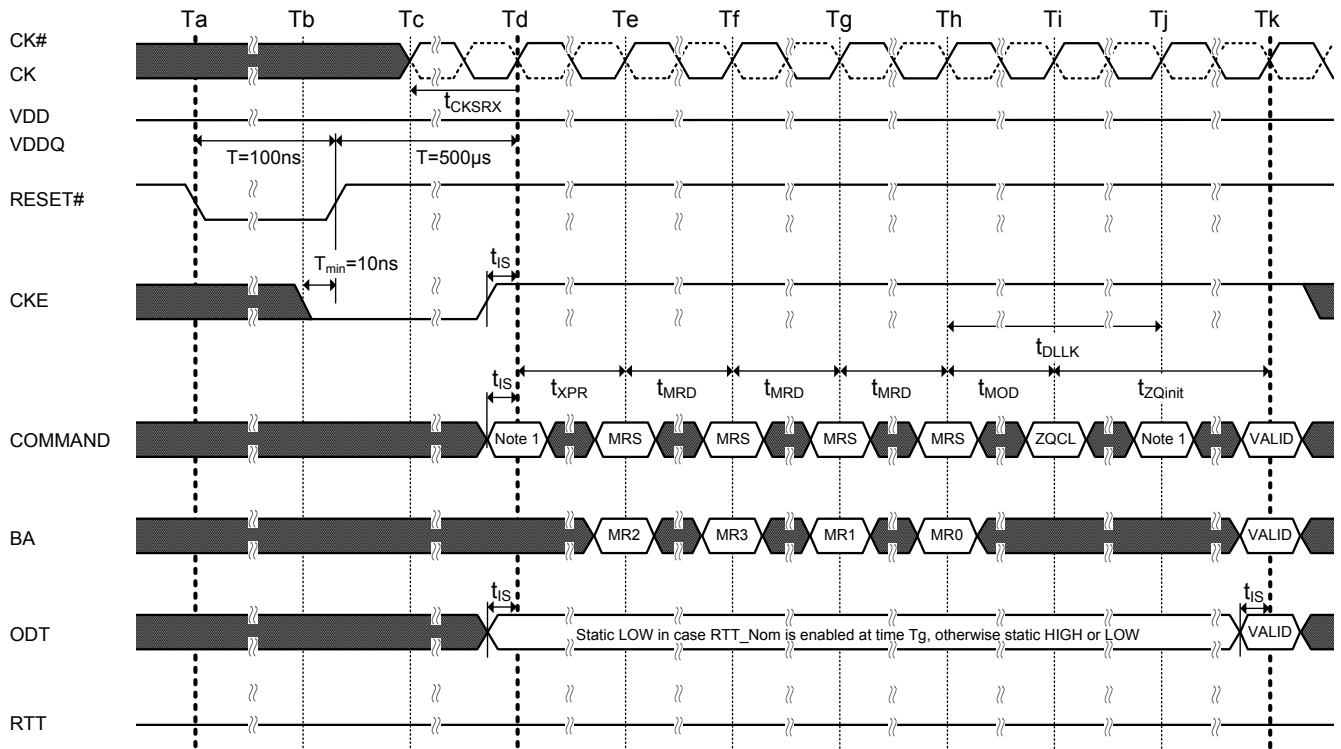 Ta Tb Tc Td Te Tf Tg Th Ti Tj Tk
CK#
CK
tCKSRX
VDD
VDDQ
T=100ns T=500µs
RESET#
Tmin=10ns tIS
CKE
tDLLK
tIS tXPR tMRD tMRD tMRD tMOD tZQinit
COMMAND Note 1 MRS MRS MRS MRS ZQCL Note 1 VALID
BA MR2 MR3 MR1 MR0 VALID
tIS tIS
ODT Static LOW in case RTT_Nom is enabled at time Tg, otherwise static HIGH or LOW VALID
RTT